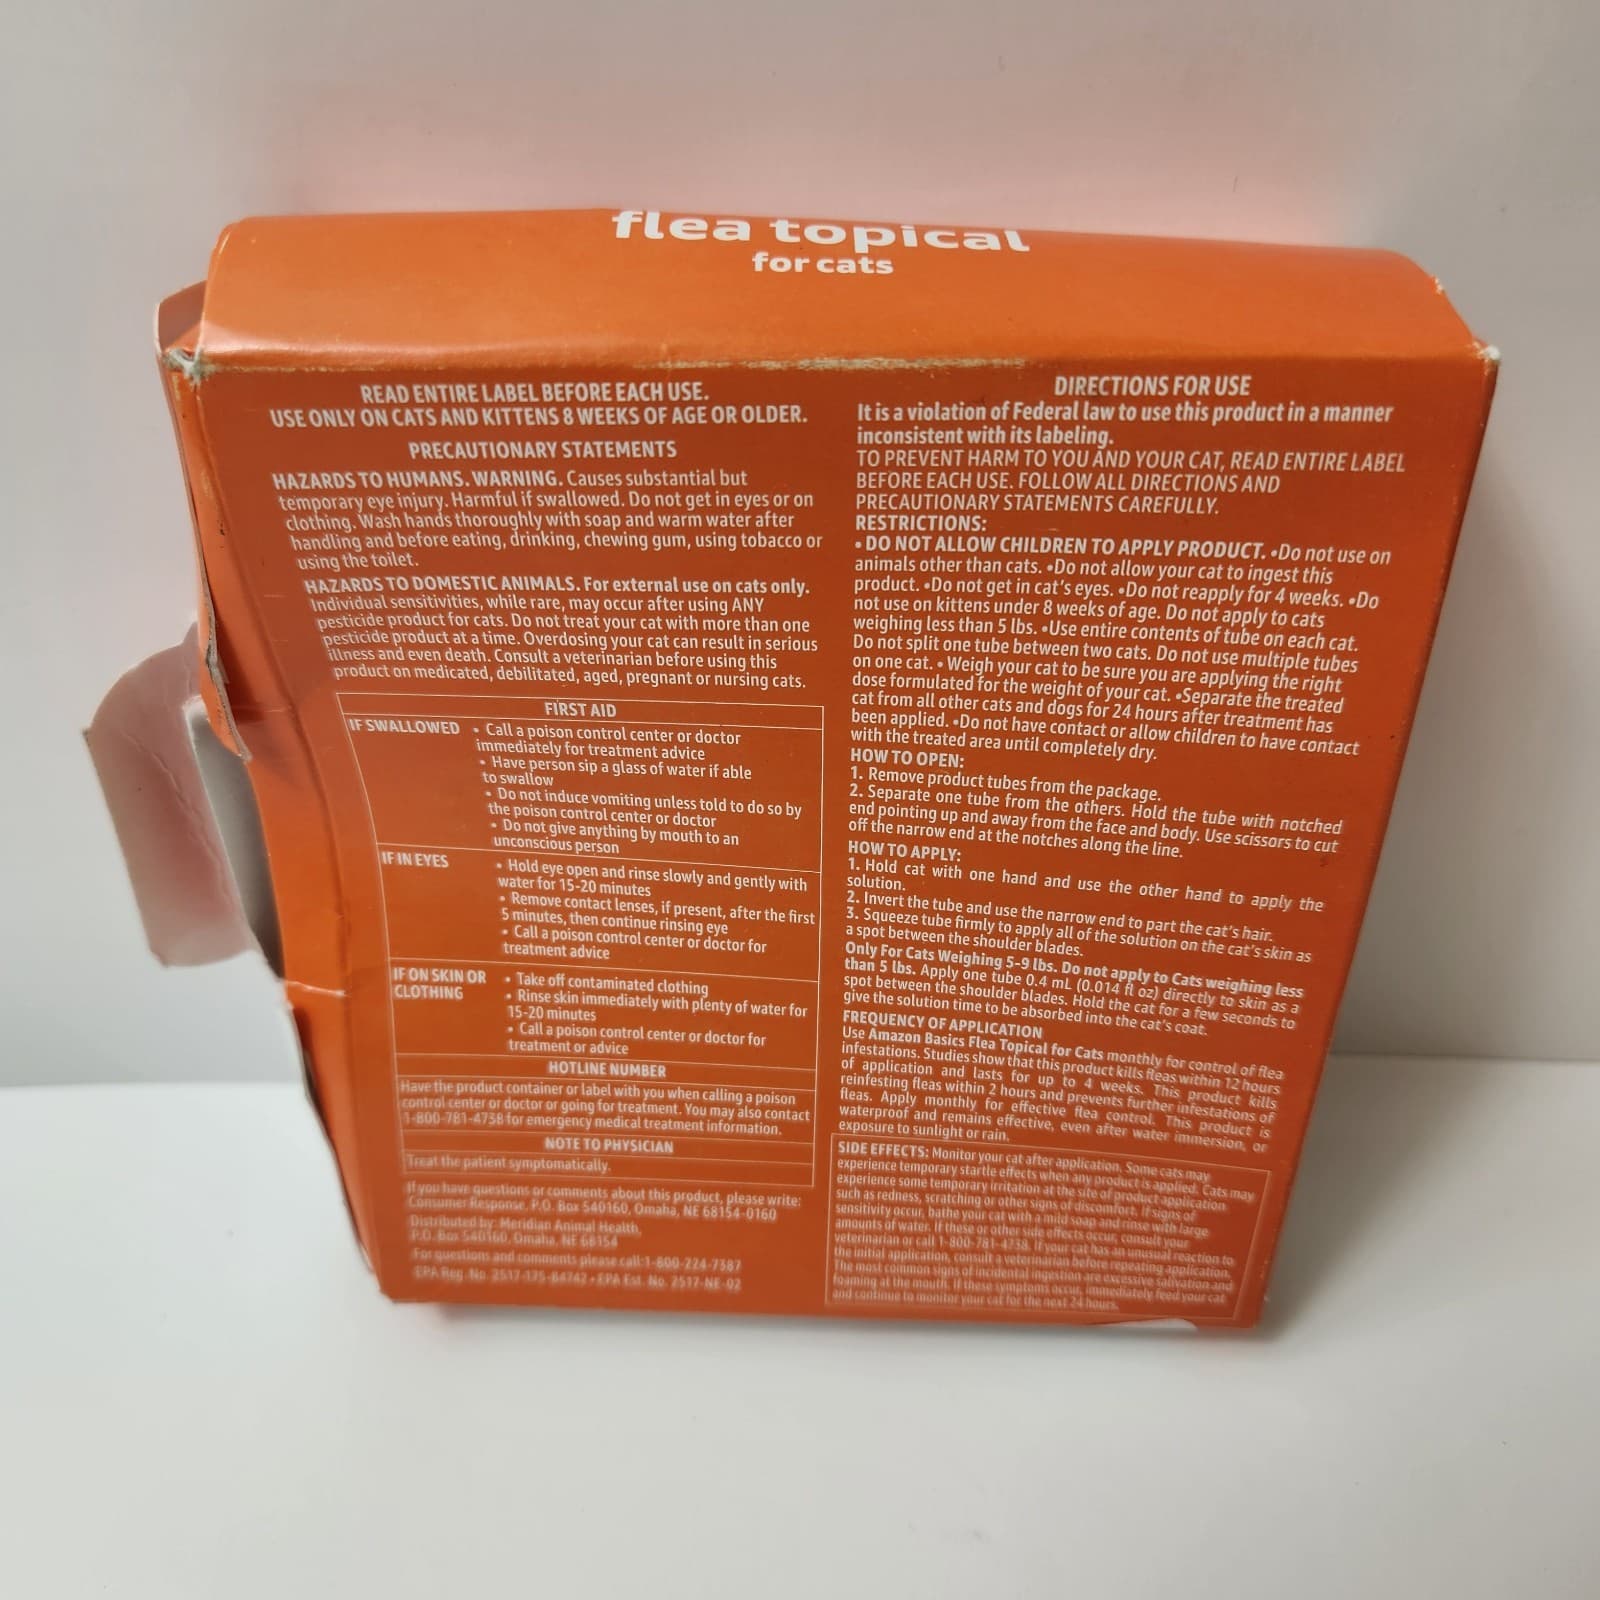 flea topical
for cats
READ ENTIRE LABEL BEFORE EACH USE.
USE ONLY ON CATS AND KITTENS 8 WEEKS OF AGE OR OLDER.
PRECAUTIONARY STATEMENTS
HAZARDS TO HUMANS. WARNING. Causes substantial but
temporary eye injury. Harmful if swallowed. Do not get in eyes or on
clothing. Wash hands thoroughly with soap and warm water after
handling and before eating, drinking, chewing gum, using tobacco or
using the toilet.
HAZARDS TO DOMESTIC ANIMALS. For external use on cats only.
Individual sensitivities, while rare, may occur after using ANY
pesticide product for cats. Do not treat your cat with more than one
pesticide product at a time. Overdosing your cat can result in serious
illness and even death. Consult a veterinarian before using this
product on medicated, debilitated, aged, pregnant or nursing cats.
FIRST AID
IF SWALLOWED
• Call a poison control center or doctor
immediately for treatment advice
• Have person sip a glass of water if able
to swallow
• Do not induce vomiting unless told to do so by
the poison control center or doctor
• Do not give anything by mouth to an
unconscious person
IF IN EYES
• Hold eye open and rinse slowly and gently with
water for 15-20 minutes
• Remove contact lenses, if present, after the first
5 minutes, then continue rinsing eye
• Call a poison control center or doctor for
treatment advice
IF ON SKIN OR
CLOTHING
• Take off contaminated clothing
• Rinse skin immediately with plenty of water for
15-20 minutes
• Call a poison control center or doctor for
treatment or advice
HOTLINE NUMBER
Have the product container or label with you when calling a poison
control center or doctor or going for treatment. You may also contact
1-800-781-4738 for emergency medical treatment information.
NOTE TO PHYSICIAN
Treat the patient symptomatically.
If you have questions or comments about this product, please write:
Consumer Response, P.O. Box 540160, Omaha, NE 68154-0160
Distributed by: Meridian Animal Health,
P.O. Box 540160, Omaha, NE 68154
For questions and comments please call:1-800-224-7387
EPA Reg. No. 2517-175-84742 • EPA Est. No. 2517-NE-02
DIRECTIONS FOR USE
It is a violation of Federal law to use this product in a manner
inconsistent with its labeling.
TO PREVENT HARM TO YOU AND YOUR CAT, READ ENTIRE LABEL
BEFORE EACH USE. FOLLOW ALL DIRECTIONS AND
PRECAUTIONARY STATEMENTS CAREFULLY.
RESTRICTIONS:
• DO NOT ALLOW CHILDREN TO APPLY PRODUCT. •Do not use on
animals other than cats. •Do not allow your cat to ingest this
product. •Do not get in cat's eyes. •Do not reapply for 4 weeks. •Do
not use on kittens under 8 weeks of age. Do not apply to cats
weighing less than 5 lbs. •Use entire contents of tube on each cat.
Do not split one tube between two cats. Do not use multiple tubes
on one cat. • Weigh your cat to be sure you are applying the right
dose formulated for the weight of your cat. •Separate the treated
cat from all other cats and dogs for 24 hours after treatment has
been applied. •Do not have contact or allow children to have contact
with the treated area until completely dry.
HOW TO OPEN:
1. Remove product tubes from the package.
2. Separate one tube from the others. Hold the tube with notched
end pointing up and away from the face and body. Use scissors to cut
off the narrow end at the notches along the line.
HOW TO APPLY:
1. Hold cat with one hand and use the other hand to apply the
solution.
2. Invert the tube and use the narrow end to part the cat's hair.
3. Squeeze tube firmly to apply all of the solution on the cat's skin as
a spot between the shoulder blades.
Only For Cats Weighing 5-9 lbs. Do not apply to Cats weighing less
than 5 lbs. Apply one tube 0.4 mL (0.014 fl oz) directly to skin as a
spot between the shoulder blades. Hold the cat for a few seconds to
give the solution time to be absorbed into the cat's coat.
FREQUENCY OF APPLICATION
Use Amazon Basics Flea Topical for Cats monthly for control of flea
infestations. Studies show that this product kills fleas within 12 hours
of application and lasts for up to 4 weeks. This product kills
reinfesting fleas within 2 hours and prevents further infestations of
fleas. Apply monthly for effective flea control. This product is
waterproof and remains effective, even after water immersion, or
exposure to sunlight or rain.
SIDE EFFECTS: Monitor your cat after application. Some cats may
experience temporary startle effects when any product is applied. Cats may
experience some temporary irritation at the site of product application
such as redness, scratching or other signs of discomfort. If signs of
sensitivity occur, bathe your cat with a mild soap and rinse with large
amounts of water. If these or other side effects occur, consult your
veterinarian or call 1-800-781-4738. If your cat has an unusual reaction to
the initial application, consult a veterinarian before repeating application.
The most common signs of incidental ingestion are excessive salivation and
foaming at the mouth. If these symptoms occur, immediately feed your cat
and continue to monitor your cat for the next 24 hours.